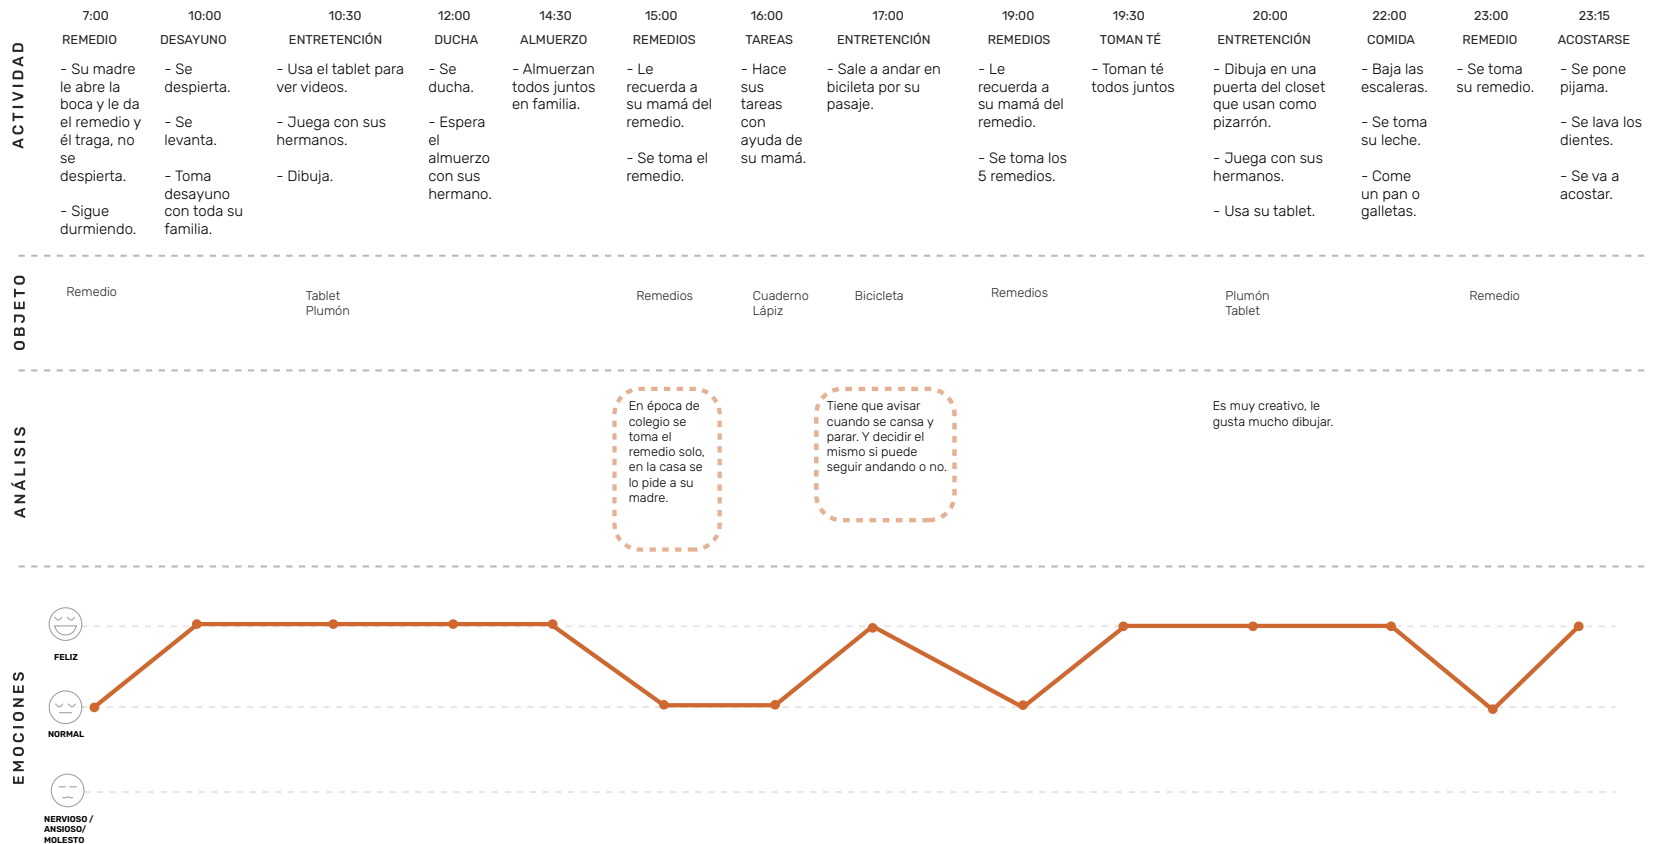 7:00
REMEDIO
- Su madre
le abre la
boca y le da
el remedio y
él traga, no
se
despierta.
- Sigue
durmiendo.
10:00
DESAYUNO
- Se
despierta.
- Se
levanta.
- Toma
desayuno
con toda su
familia.
10:30
ENTRETENCIÓN
- Usa el tablet para
ver videos.
- Juega con sus
hermanos.
- Dibuja.
12:00
DUCHA
- Se
ducha.
- Espera
el
almuerzo
con sus
hermano.
14:30
ALMUERZO
- Almuerzan
todos juntos
en familia.
15:00
REMEDIOS
- Le
recuerda a
su mamá del
remedio.
- Se toma el
remedio.
16:00
TAREAS
- Hace
sus
tareas
con
ayuda de
su mamá.
17:00
ENTRETENCIÓN
- Sale a andar en
bicileta por su
pasaje.
19:00
REMEDIOS
- Le
recuerda a
su mamá del
remedio.
- Se toma los
5 remedios.
19:30
TOMAN TÉ
- Toman té
todos juntos
20:00
ENTRETENCIÓN
- Dibuja en una
puerta del closet
que usan como
pizarrón.
- Juega con sus
hermanos.
- Usa su tablet.
22:00
COMIDA
- Baja las
escaleras.
- Se toma
su leche.
- Come
un pan o
galletas.
23:00
REMEDIO
- Se toma
su remedio.
23:15
ACOSTARSE
- Se pone
pijama.
- Se lava los
dientes.
- Se va a
acostar.
ACTIVIDAD
OBJETO
Remedio
Tablet
Plumón
Remedios
Cuaderno
Lápiz
Bicicleta
Remedios
Plumón
Tablet
Remedio
ANÁLISIS
En época de
colegio se
toma el
remedio solo,
en la casa se
lo pide a su
madre.
Tiene que avisar
cuando se cansa y
parar. Y decidir el
mismo si puede
seguir andando o no.
Es muy creativo, le
gusta mucho dibujar.
EMOCIONES
FELIZ
NORMAL
NERVIOSO /
ANSIOSO/
MOLESTO